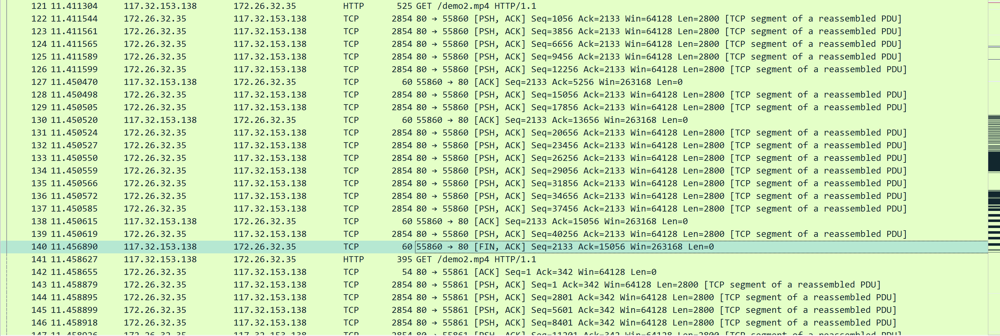 121 11.411304 117.32.153.138 172.26.32.35 HTTP 525 GET /demo2.mp4 HTTP/1.1
122 11.411544 172.26.32.35 117.32.153.138 TCP 2854 80 → 55860 [PSH, ACK] Seq=1056 Ack=2133 Win=64128 Len=2800 [TCP segment of a reassembled PDU]
123 11.411561 172.26.32.35 117.32.153.138 TCP 2854 80 → 55860 [PSH, ACK] Seq=3856 Ack=2133 Win=64128 Len=2800 [TCP segment of a reassembled PDU]
124 11.411565 172.26.32.35 117.32.153.138 TCP 2854 80 → 55860 [PSH, ACK] Seq=6656 Ack=2133 Win=64128 Len=2800 [TCP segment of a reassembled PDU]
125 11.411589 172.26.32.35 117.32.153.138 TCP 2854 80 → 55860 [PSH, ACK] Seq=9456 Ack=2133 Win=64128 Len=2800 [TCP segment of a reassembled PDU]
126 11.411599 172.26.32.35 117.32.153.138 TCP 2854 80 → 55860 [PSH, ACK] Seq=12256 Ack=2133 Win=64128 Len=2800 [TCP segment of a reassembled PDU]
127 11.450470 117.32.153.138 172.26.32.35 TCP 60 55860 → 80 [ACK] Seq=2133 Ack=5256 Win=263168 Len=0
128 11.450498 172.26.32.35 117.32.153.138 TCP 2854 80 → 55860 [PSH, ACK] Seq=15056 Ack=2133 Win=64128 Len=2800 [TCP segment of a reassembled PDU]
129 11.450505 172.26.32.35 117.32.153.138 TCP 2854 80 → 55860 [PSH, ACK] Seq=17856 Ack=2133 Win=64128 Len=2800 [TCP segment of a reassembled PDU]
130 11.450520 117.32.153.138 172.26.32.35 TCP 60 55860 → 80 [ACK] Seq=2133 Ack=13656 Win=263168 Len=0
131 11.450524 172.26.32.35 117.32.153.138 TCP 2854 80 → 55860 [PSH, ACK] Seq=20656 Ack=2133 Win=64128 Len=2800 [TCP segment of a reassembled PDU]
132 11.450527 172.26.32.35 117.32.153.138 TCP 2854 80 → 55860 [PSH, ACK] Seq=23456 Ack=2133 Win=64128 Len=2800 [TCP segment of a reassembled PDU]
133 11.450550 172.26.32.35 117.32.153.138 TCP 2854 80 → 55860 [PSH, ACK] Seq=26256 Ack=2133 Win=64128 Len=2800 [TCP segment of a reassembled PDU]
134 11.450559 172.26.32.35 117.32.153.138 TCP 2854 80 → 55860 [PSH, ACK] Seq=29056 Ack=2133 Win=64128 Len=2800 [TCP segment of a reassembled PDU]
135 11.450566 172.26.32.35 117.32.153.138 TCP 2854 80 → 55860 [PSH, ACK] Seq=31856 Ack=2133 Win=64128 Len=2800 [TCP segment of a reassembled PDU]
136 11.450572 172.26.32.35 117.32.153.138 TCP 2854 80 → 55860 [PSH, ACK] Seq=34656 Ack=2133 Win=64128 Len=2800 [TCP segment of a reassembled PDU]
137 11.450585 172.26.32.35 117.32.153.138 TCP 2854 80 → 55860 [PSH, ACK] Seq=37456 Ack=2133 Win=64128 Len=2800 [TCP segment of a reassembled PDU]
138 11.450615 117.32.153.138 172.26.32.35 TCP 60 55860 → 80 [ACK] Seq=2133 Ack=15056 Win=263168 Len=0
139 11.450619 172.26.32.35 117.32.153.138 TCP 2854 80 → 55860 [PSH, ACK] Seq=40256 Ack=2133 Win=64128 Len=2800 [TCP segment of a reassembled PDU]
140 11.456890 117.32.153.138 172.26.32.35 TCP 60 55860 → 80 [FIN, ACK] Seq=2133 Ack=15056 Win=263168 Len=0
141 11.458627 117.32.153.138 172.26.32.35 HTTP 395 GET /demo2.mp4 HTTP/1.1
142 11.458655 172.26.32.35 117.32.153.138 TCP 54 80 → 55861 [ACK] Seq=1 Ack=342 Win=64128 Len=0
143 11.458879 172.26.32.35 117.32.153.138 TCP 2854 80 → 55861 [PSH, ACK] Seq=1 Ack=342 Win=64128 Len=2800 [TCP segment of a reassembled PDU]
144 11.458895 172.26.32.35 117.32.153.138 TCP 2854 80 → 55861 [PSH, ACK] Seq=2801 Ack=342 Win=64128 Len=2800 [TCP segment of a reassembled PDU]
145 11.458899 172.26.32.35 117.32.153.138 TCP 2854 80 → 55861 [PSH, ACK] Seq=5601 Ack=342 Win=64128 Len=2800 [TCP segment of a reassembled PDU]
146 11.458918 172.26.32.35 117.32.153.138 TCP 2854 80 → 55861 [PSH, ACK] Seq=8401 Ack=342 Win=64128 Len=2800 [TCP segment of a reassembled PDU]
147 11.458926 172.26.32.35 117.32.153.138 TCP 2854 80 → 55861 [PSH, ACK] Seq=11201 Ack=342 Win=64128 Len=2800 [TCP segment of a reassembled PDU]